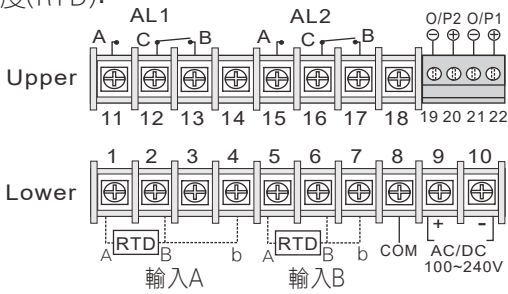 度(RTD):
AL1 AL2 O/P2 O/P1
A C B A C B ⊖ ⊕ ⊖ ⊕
Upper
11 12 13 14 15 16 17 18 19 20 21 22
1 2 3 4 5 6 7 8 9 10
Lower
+ -
A RTD B b A RTD B b COM AC/DC
100~240V
輸入A 輸入B